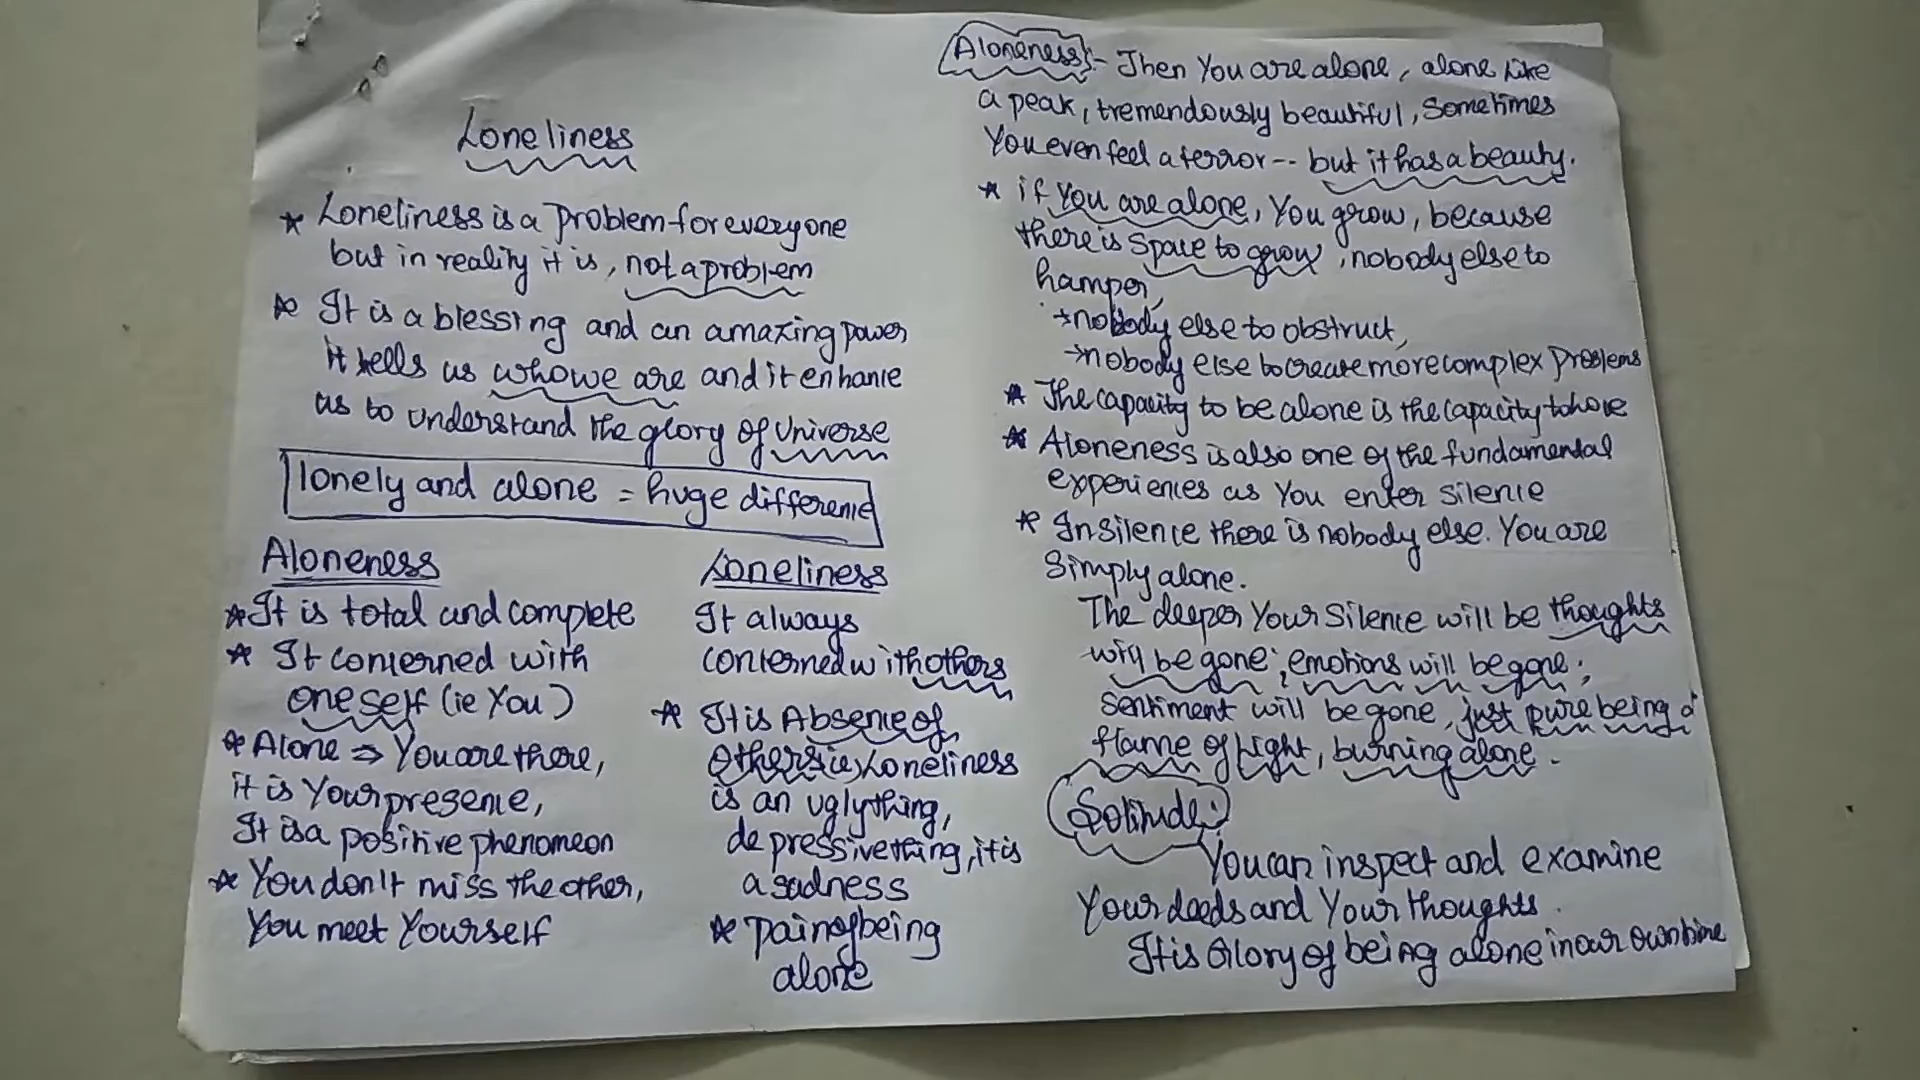 Loneliness
* Loneliness is a Problem for everyone
but in reality it is, not a problem
* It is a blessing and an amazing power
it tells us who we are and it enhance
us to understand the glory of Universe
lonely and alone = huge difference
Aloneness
* It is total and complete
* It concerned with
oneself (ie You)
* Alone ⇒ You are there,
it is Your presence,
It is a positive phenomeon
* You don't miss the other,
You meet Yourself
Loneliness
It always
concerned with others
* It is Absence of
Others ie, Loneliness
is an ugly thing,
depressive thing, it is
a sadness
* Pain of being
alone
Aloneness:- Then You are alone, alone like
a peak, tremendously beautiful, Sometimes
You even feel a terror -- but it has a beauty.
* if You are alone, You grow, because
there is Space to grow, nobody else to
hamper,
→nobody else to obstruct,
→nobody else to create more complex problems
* The capacity to be alone is the capacity to
* Aloneness is also one of the fundamental
experiences as You enter silence
* In silence there is nobody else. You are
Simply alone.
The deeper Your Silence will be thoughts
will be gone; emotions will be gone;
sentiment will be gone, just pure being a
flame of Light, burning alone.
Solitude:
You can inspect and examine
Your deeds and Your thoughts.
It is Glory of being alone in our own time